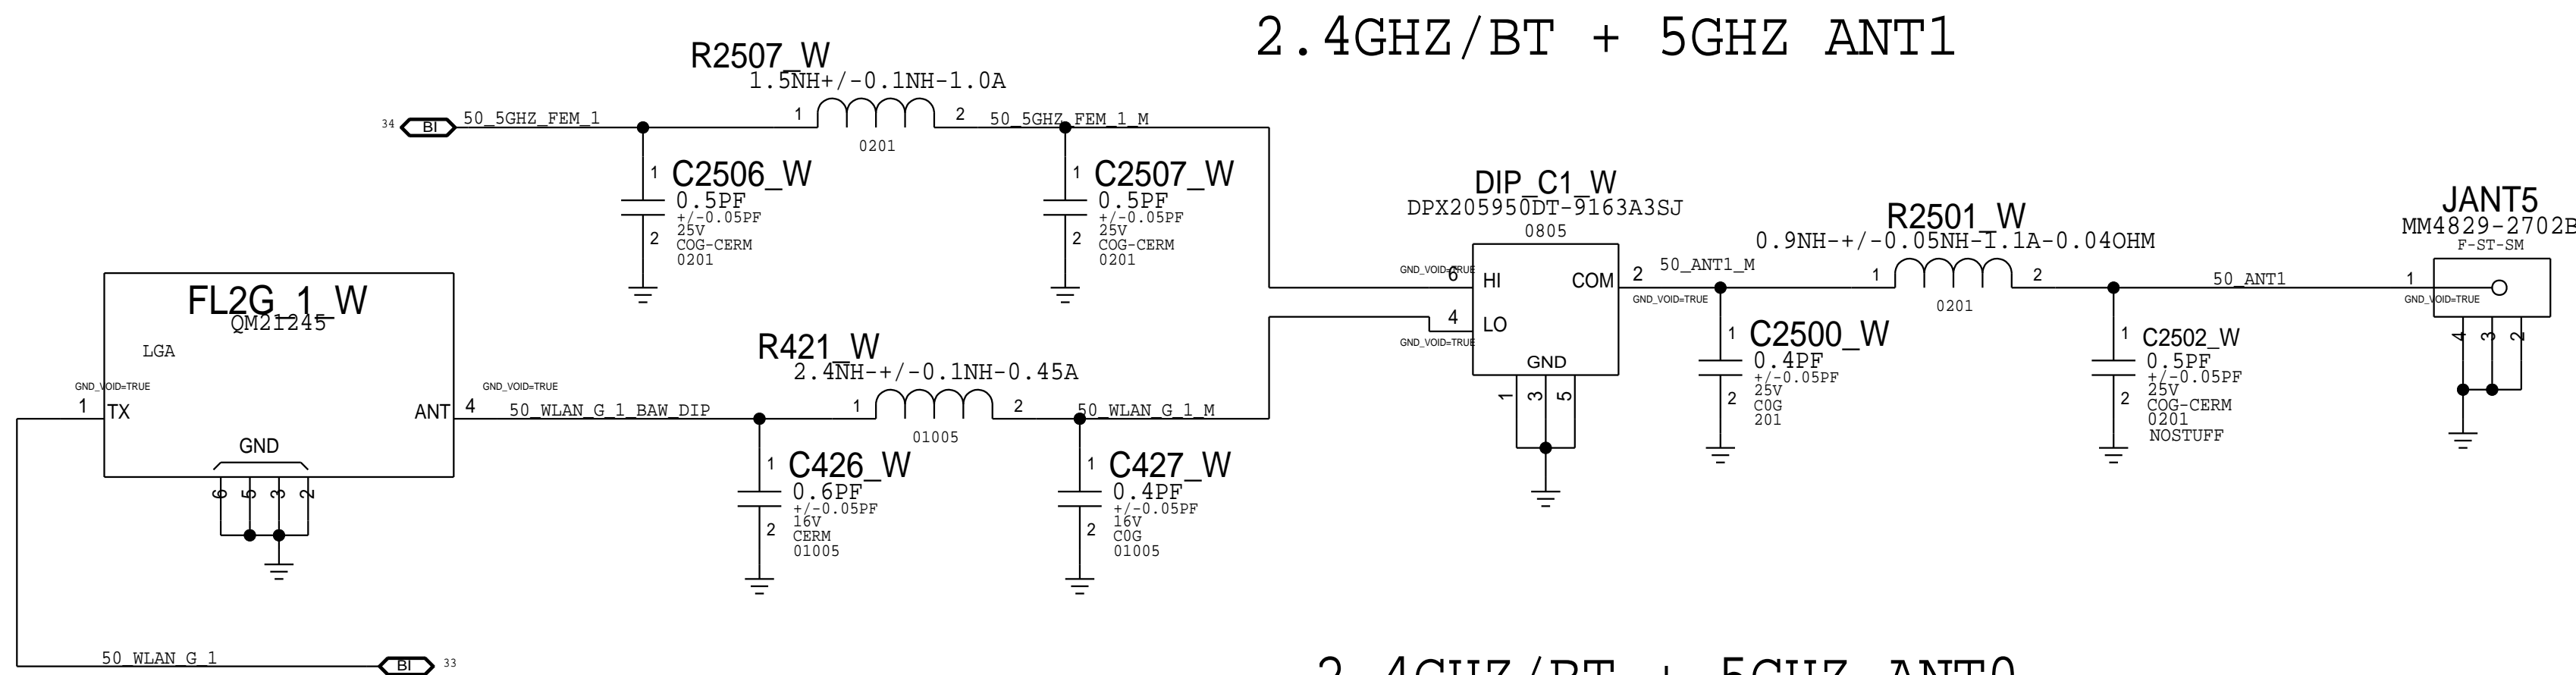 2.4GHZ/BT + 5GHZ ANT1
R2507_W
1.5NH+/-0.1NH-1.0A
34
BI
50_5GHZ_FEM_1
1
2
50_5GHZ_FEM_1_M
0201
1
C2506_W
0.5PF
+/-0.05PF
25V
2
COG-CERM
0201
1
C2507_W
0.5PF
+/-0.05PF
25V
2
COG-CERM
0201
DIP_C1_W
DPX205950DT-9163A3SJ
0805
GND_VOID=TRUE
6
HI
COM
2
50_ANT1_M
GND_VOID=TRUE
4
LO
GND_VOID=TRUE
GND
1
3
5
R2501_W
0.9NH-+/-0.05NH-1.1A-0.04OHM
1
2
0201
50_ANT1
JANT5
MM4829-2702B
F-ST-SM
1
GND_VOID=TRUE
4
3
2
1
C2500_W
0.4PF
+/-0.05PF
25V
2
C0G
201
1
C2502_W
0.5PF
+/-0.05PF
25V
2
COG-CERM
0201
NOSTUFF
FL2G_1_W
QM21245
LGA
GND_VOID=TRUE
1
TX
ANT
4
GND_VOID=TRUE
50_WLAN_G_1_BAW_DIP
GND
6
5
3
2
R421_W
2.4NH-+/-0.1NH-0.45A
1
2
01005
50_WLAN_G_1_M
1
C426_W
0.6PF
+/-0.05PF
16V
2
CERM
01005
1
C427_W
0.4PF
+/-0.05PF
16V
2
C0G
01005
50_WLAN_G_1
BI
33
2.4GHZ/BT + 5GHZ ANT0